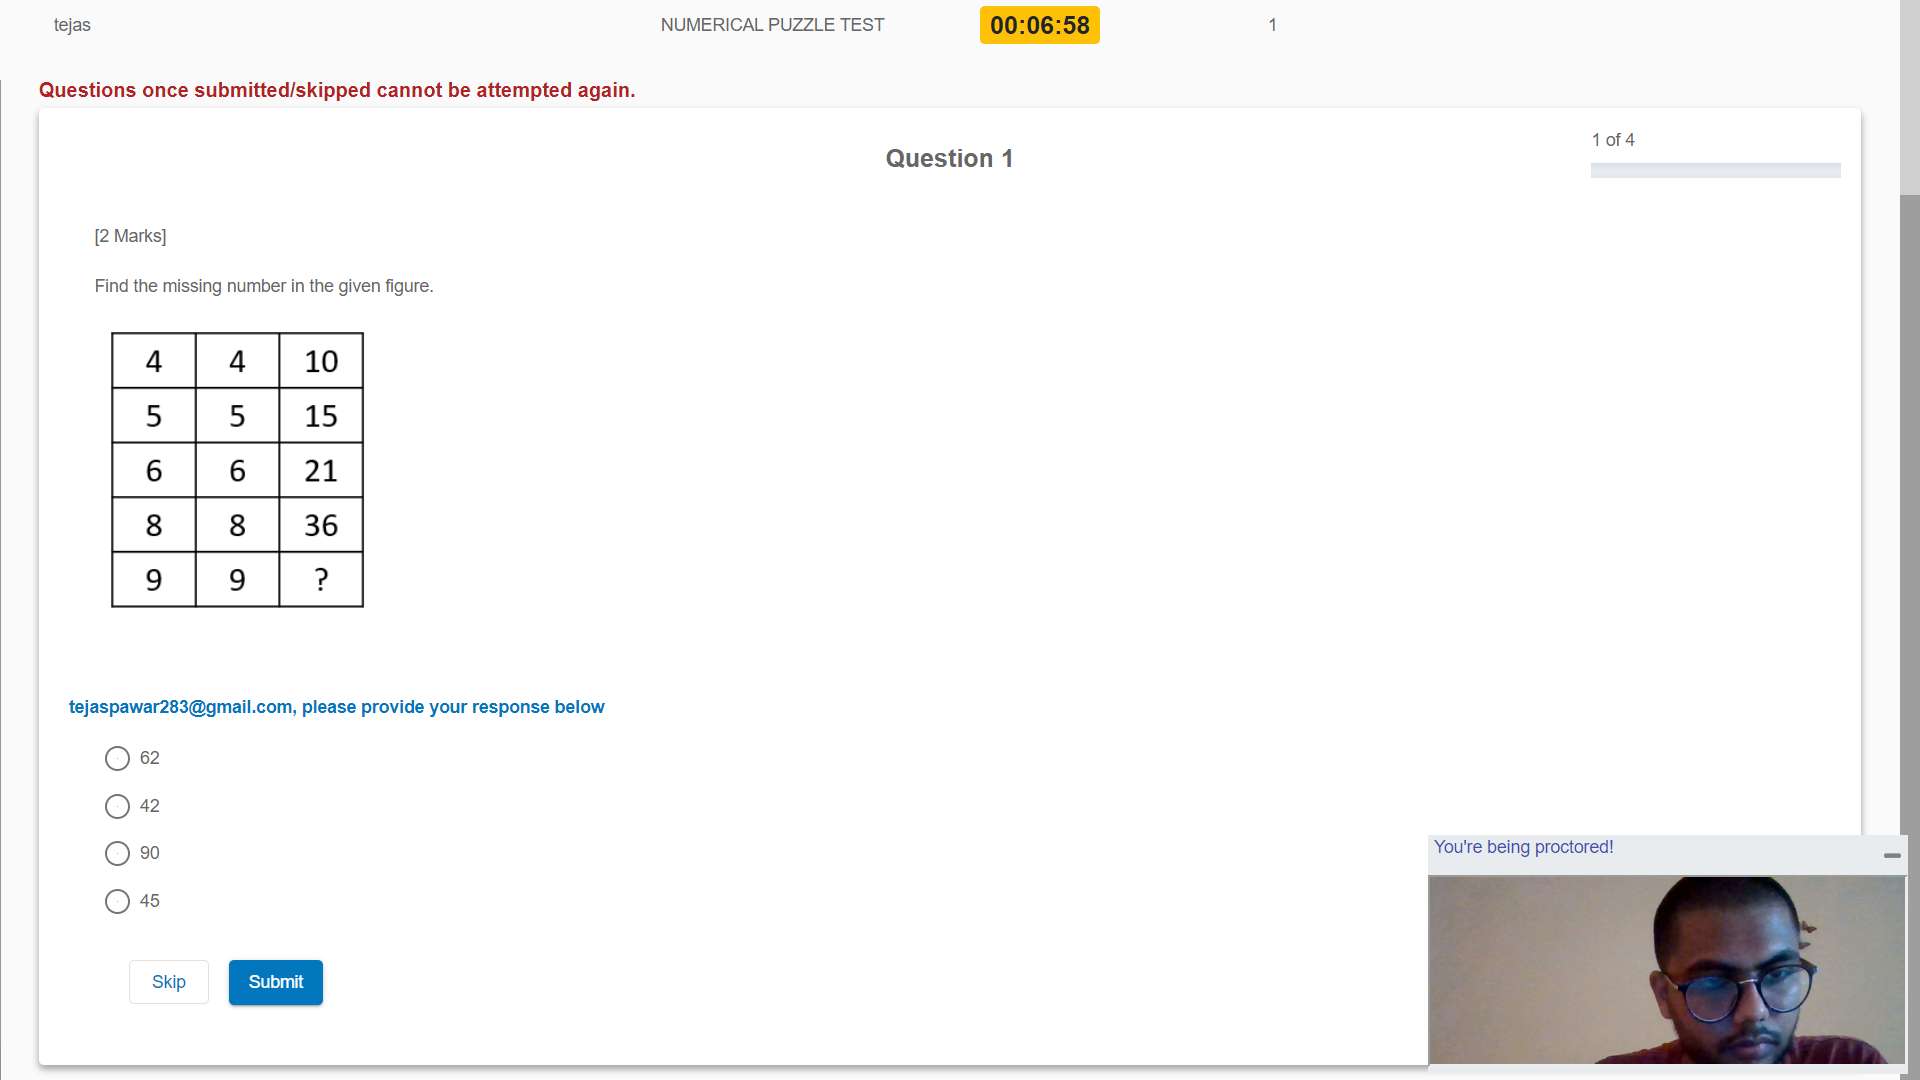 tejas NUMERICAL PUZZLE TEST 00:06:58 1
Questions once submitted/skipped cannot be attempted again.
1 of 4
Question 1
[2 Marks]
Find the missing number in the given figure.
4 4 10
5 5 15
6 6 21
8 8 36
9 9 ?
tejaspawar283@gmail.com, please provide your response below
62
42
90
45
You're being proctored!
Skip Submit